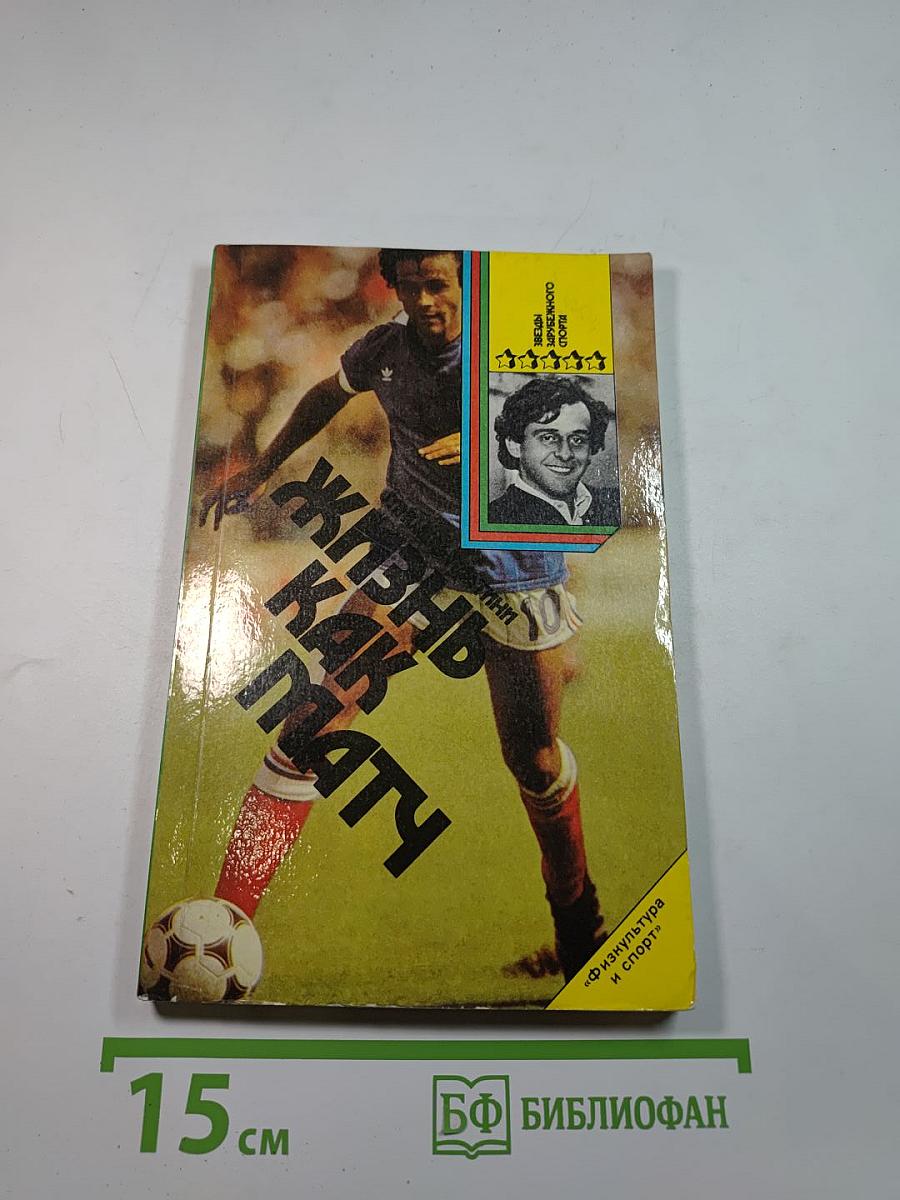 ЗВЕЗДЫ
ЗАРУБЕЖНОГО
СПОРТА
ЖИЗНЬ
КАК
МАТЧ
10
«Физкультура
и спорт»
15 см
БФ БИБЛИОФАН